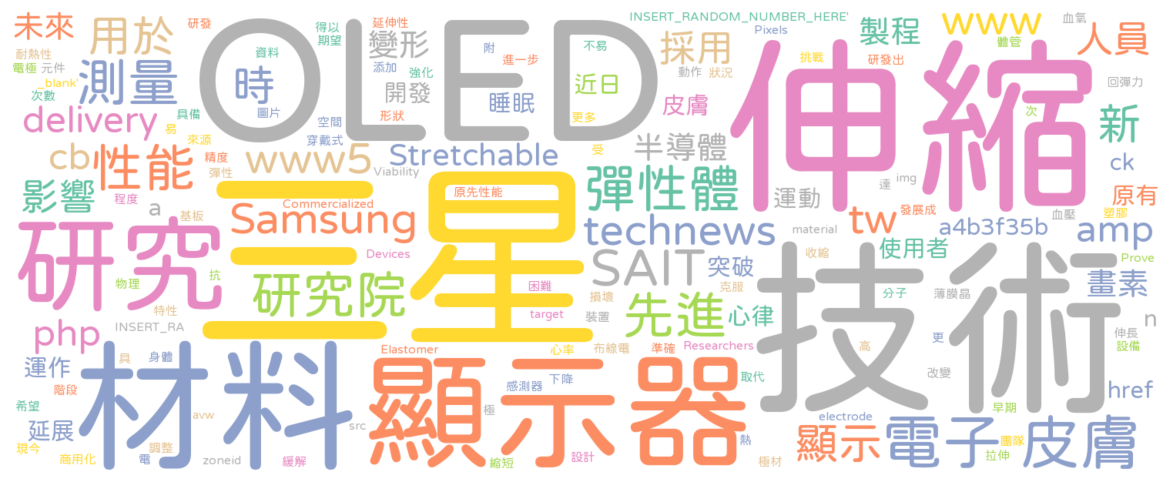 未來 用於 研發 OLED 得以 期望 延伸性 變形 INSERT_RANDOM_NUMBER_HERE' Pixels 採用 製程 www 血氧 人員
耐熱性 電極 元件 測量 時 資料 添加 強化 附 進一步 不易 動作 狀況 挑戰 研發出 體管 伸縮 回彈力
_blank 次數 具備 圖片 開發 形狀 睡眠 近日 更多 皮膚 次 新
delivery 易 來源 空間 穿戴式 受 半導體
cb 性能 精度 彈性 www5 Viability Stretchable ck
影響 程度 a 基板 三星 原先性能 彈性體 運動 達 img 原有
研究 Samsung Commercialized technews material tw 發展成 a4b3f35b 血壓 塑膠 amp
物理 抗 研究院 Devices SAIT 突破 收縮 使用者 Prove
特性 困難 損壞 先進 克服 分子 薄膜晶 畫素
php INSERT_RA target 裝置 心律 技術 更 伸長 n 設備
運作 具 身體 材料 Elastomer 心率 布線電 準確 Researchers 高 改變
階段 顯示器 感測器 下降 取代 href
希望 延展 avw src 極 electrode 早期
現今 商用化 電 調整 zoneid 緩解 縮短 設計 熱 極材 顯示 電子皮膚 團隊 拉伸